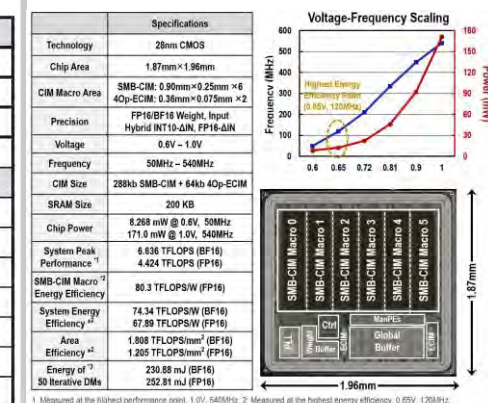 Specifications
Technology 28nm CMOS
Chip Area 1.87mm×1.96mm
CIM Macro Area SMB-CIM: 0.90mm×0.25mm ×6
4Op-ECIM: 0.36mm×0.075mm ×2
Precision FP16/BF16 Weight, Input
Hybrid INT10-ΔIN, FP16-ΔIN
Voltage 0.6V – 1.0V
Frequency 50MHz – 540MHz
CIM Size 288kb SMB-CIM + 64kb 4Op-ECIM
SRAM Size 200 KB
Chip Power 8.268 mW @ 0.6V, 50MHz
171.0 mW @ 1.0V, 540MHz
System Peak Performance *1 6.636 TFLOPS (BF16)
4.424 TFLOPS (FP16)
SMB-CIM Macro *2 Energy Efficiency 80.3 TFLOPS/W (FP16)
System Energy Efficiency *2 74.34 TFLOPS/W (BF16)
67.89 TFLOPS/W (FP16)
Area Efficiency *2 1.808 TFLOPS/mm² (BF16)
1.205 TFLOPS/mm² (FP16)
Energy of *3 50 Iterative DMs 230.88 mJ (BF16)
252.81 mJ (FP16)
Voltage-Frequency Scaling
Frequency (MHz)
600
500
400
300
200
100
0
Highest Energy
Efficiency Point
(0.65V, 120MHz)
180
150
120
90
60
30
0
Power (mW)
0.6 0.65 0.72 0.81 0.9 1
SMB-CIM Macro 0
SMB-CIM Macro 1
SMB-CIM Macro 2
SMB-CIM Macro 3
SMB-CIM Macro 4
SMB-CIM Macro 5
PLL
Weight Buffer
Ctrl
ECIM
ManPEs
Global Buffer
ECIM
1.87mm
1.96mm
1. Measured at the highest performance point, 1.0V, 540MHz. 2. Measured at the highest energy efficiency, 0.65V, 120MHz.